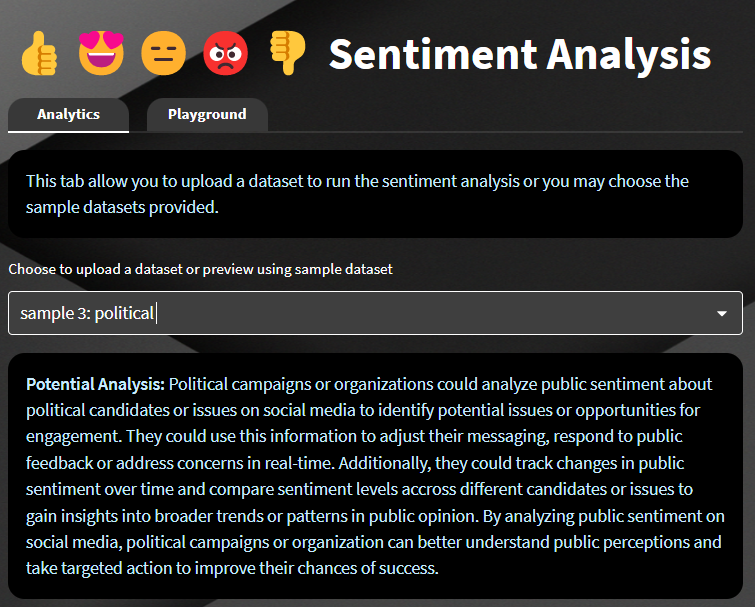 Sentiment Analysis
Analytics
Playground
This tab allow you to upload a dataset to run the sentiment analysis or you may choose the
sample datasets provided.
Choose to upload a dataset or preview using sample dataset
sample 3: political
Potential Analysis: Political campaigns or organizations could analyze public sentiment about
political candidates or issues on social media to identify potential issues or opportunities for
engagement. They could use this information to adjust their messaging, respond to public
feedback or address concerns in real-time. Additionally, they could track changes in public
sentiment over time and compare sentiment levels accross different candidates or issues to
gain insights into broader trends or patterns in public opinion. By analyzing public sentiment on
social media, political campaigns or organization can better understand public perceptions and
take targeted action to improve their chances of success.